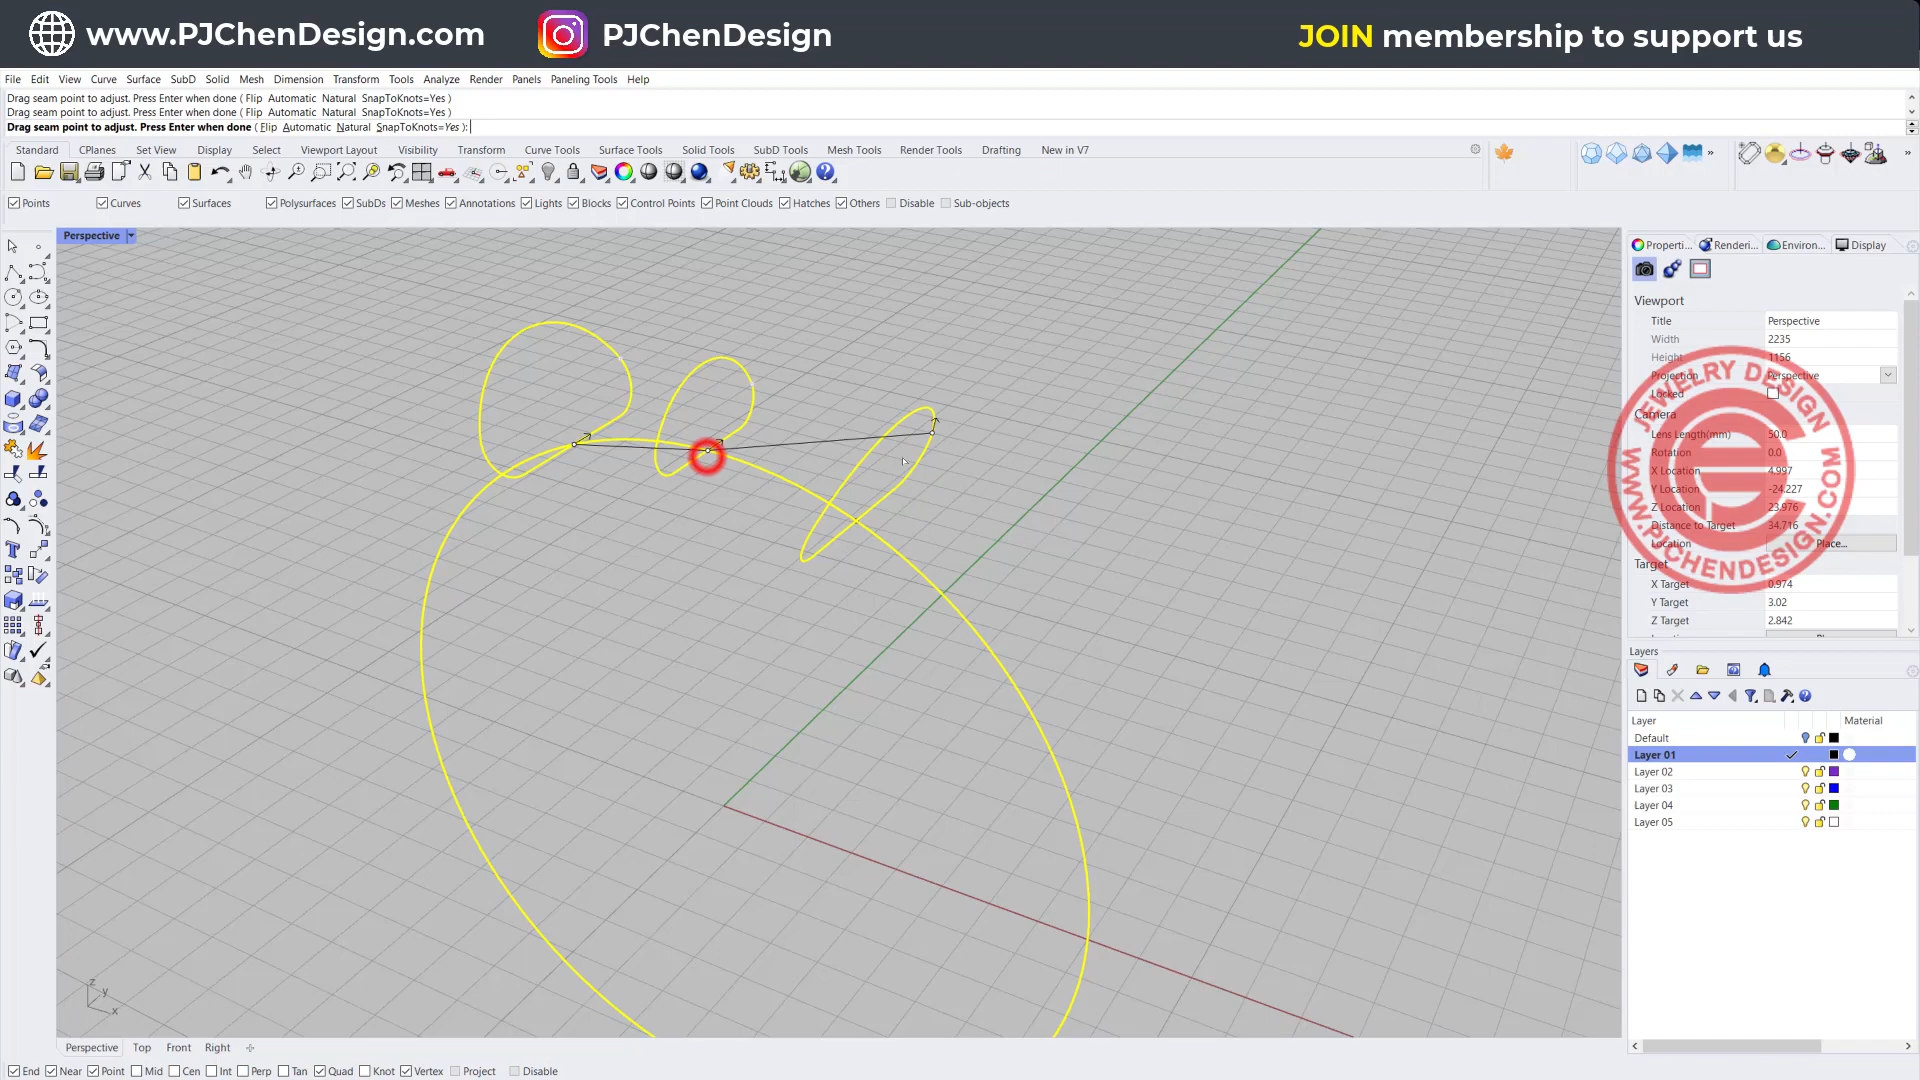 www.PJChenDesign.com PJChenDesign JOIN membership to support us
File Edit View Curve Surface SubD Solid Mesh Dimension Transform Tools Analyze Render Panels Paneling Tools Help
Drag seam point to adjust. Press Enter when done ( Flip Automatic Natural SnapToKnots=Yes )
Drag seam point to adjust. Press Enter when done ( Flip Automatic Natural SnapToKnots=Yes )
Drag seam point to adjust. Press Enter when done ( Flip Automatic Natural SnapToKnots=Yes ):
Standard CPlanes Set View Display Select Viewport Layout Visibility Transform Curve Tools Surface Tools Solid Tools SubD Tools Mesh Tools Render Tools Drafting New in V7
Points Curves Surfaces Polysurfaces SubDs Meshes Annotations Lights Blocks Control Points Point Clouds Hatches Others Disable Sub-objects
Perspective
Properti... Renderi... Environ... Display
Viewport
Title Perspective
Width 2235
Height 1156
Projection Perspective
Locked
Camera
Lens Length(mm) 50.0
Rotation 0.0
X Location 4.997
Y Location -24.227
Z Location 23.976
Distance to Target 34.716
Location Place...
Target
X Target 0.974
Y Target 3.02
Z Target 2.842
JEWELRY DESIGN
WWW.PJCHENDESIGN.COM
Layers
Layer Material
Default
Layer 01
Layer 02
Layer 03
Layer 04
Layer 05
z
y
x
Perspective Top Front Right
End Near Point Mid Cen Int Perp Tan Quad Knot Vertex Project Disable